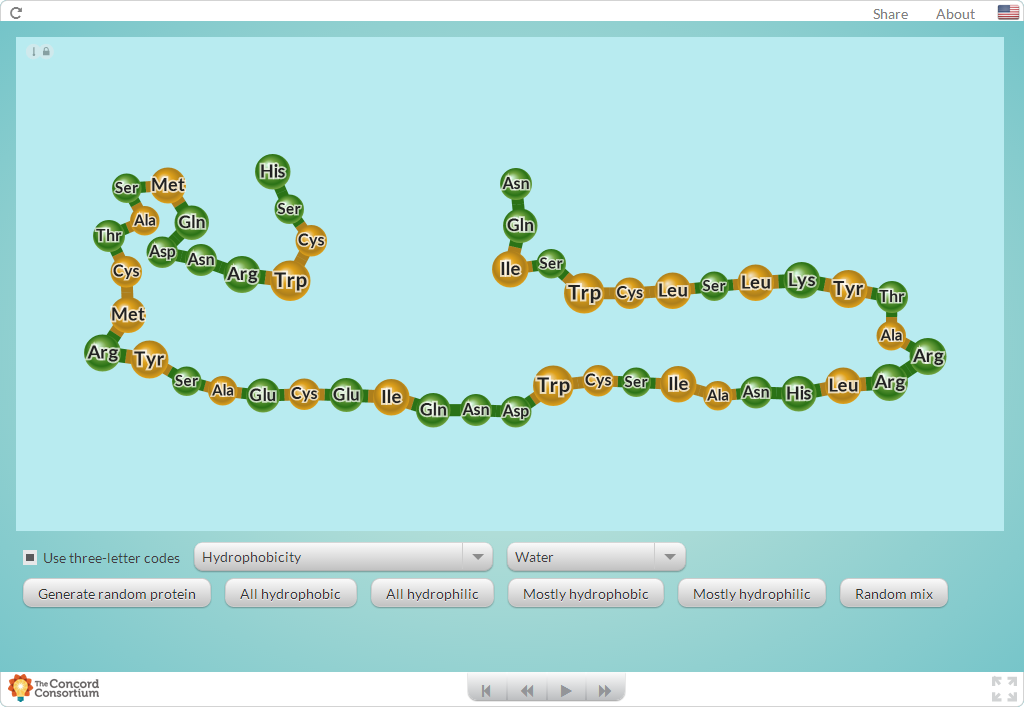 Share About
His
Ser Met
Asn
Ser
Ala Gln
Gln
Thr
Cys
Asp Asn
Ser
Cys
Arg Trp
Ile
Leu Lys
Trp Cys Leu Ser
Tyr Thr
Met
Ala
Arg Tyr
Arg
Ser Ala Glu Cys Glu Ile
Trp Cys Ser Ile Ala Asn His Leu Arg
Gln Asn Asp
Use three-letter codes Hydrophobicity Water
Generate random protein All hydrophobic All hydrophilic Mostly hydrophobic Mostly hydrophilic Random mix
The Concord
Consortium